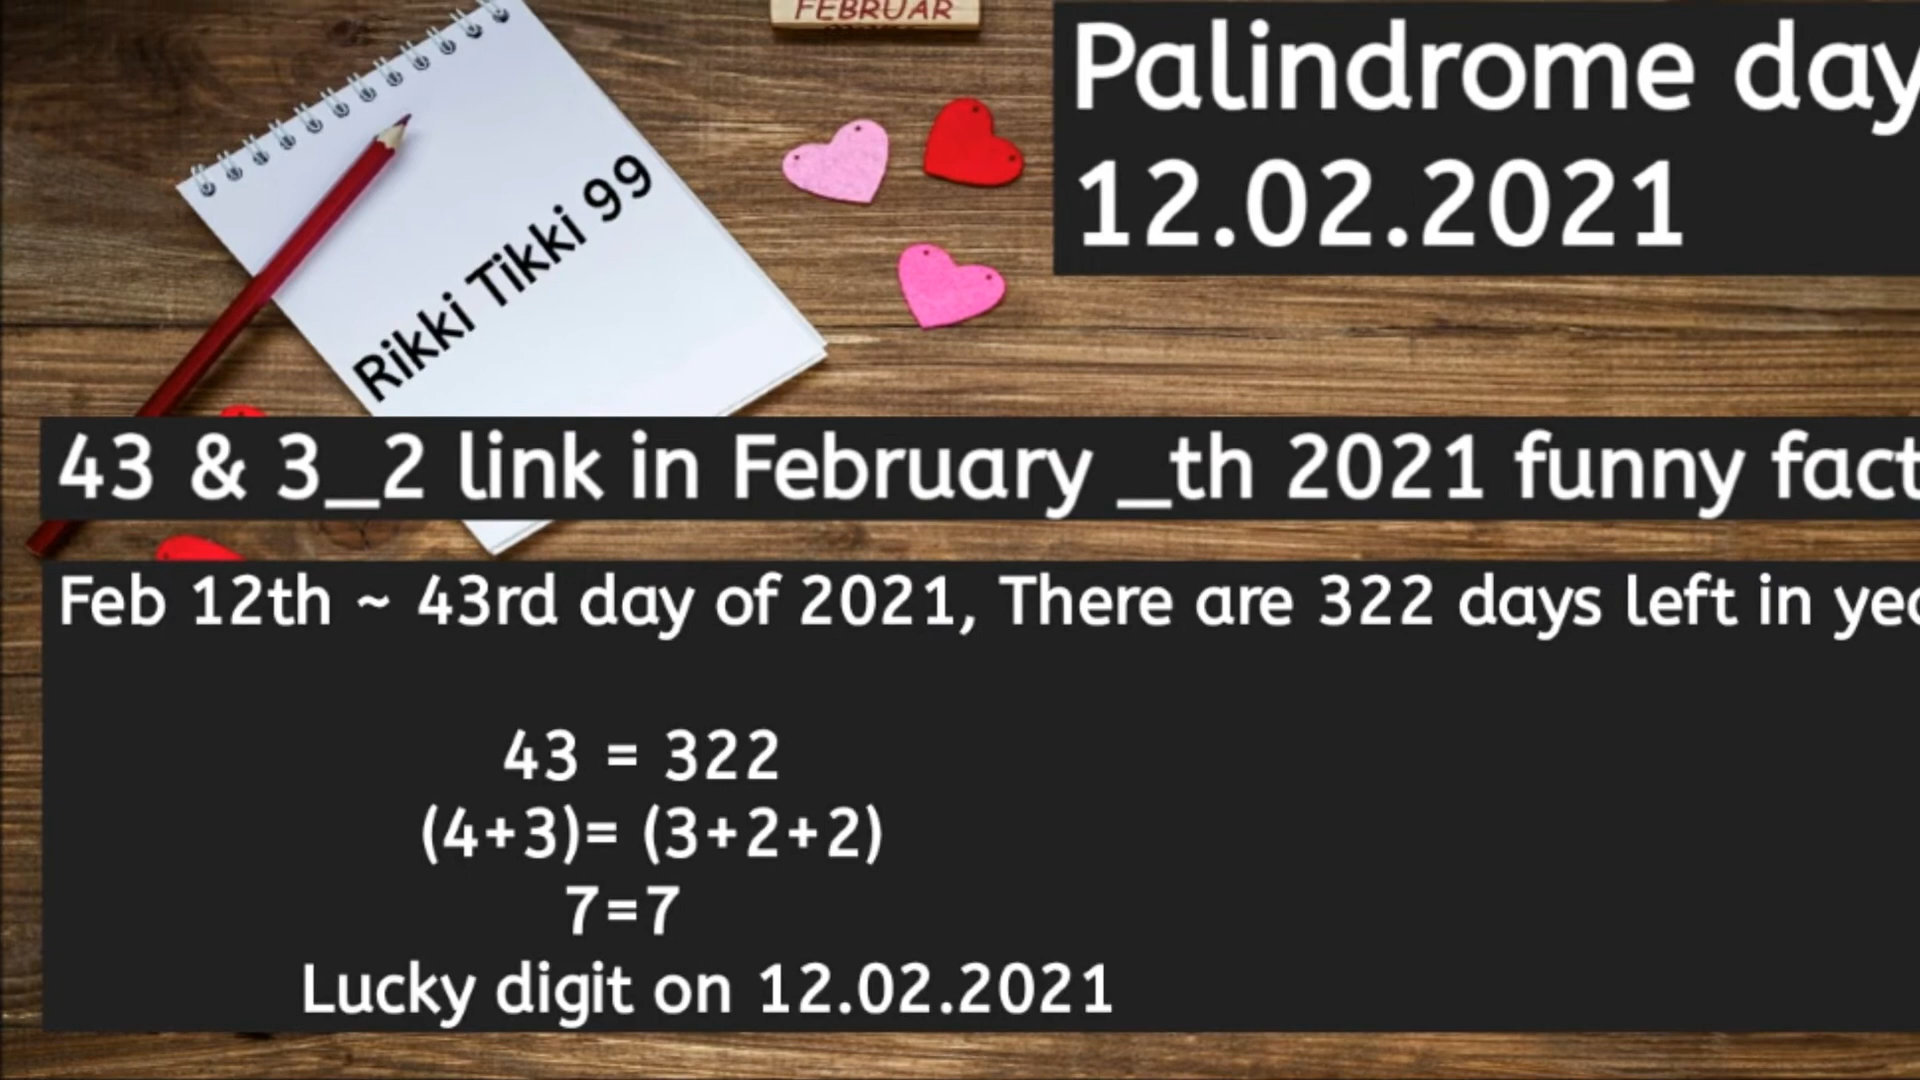 FEBRUAR
Palindrome day
12.02.2021
Rikki Tikki 99
43 & 3_2 link in February _th 2021 funny fact
Feb 12th ~ 43rd day of 2021, There are 322 days left in
43 = 322
(4+3)= (3+2+2)
7=7
Lucky digit on 12.02.2021